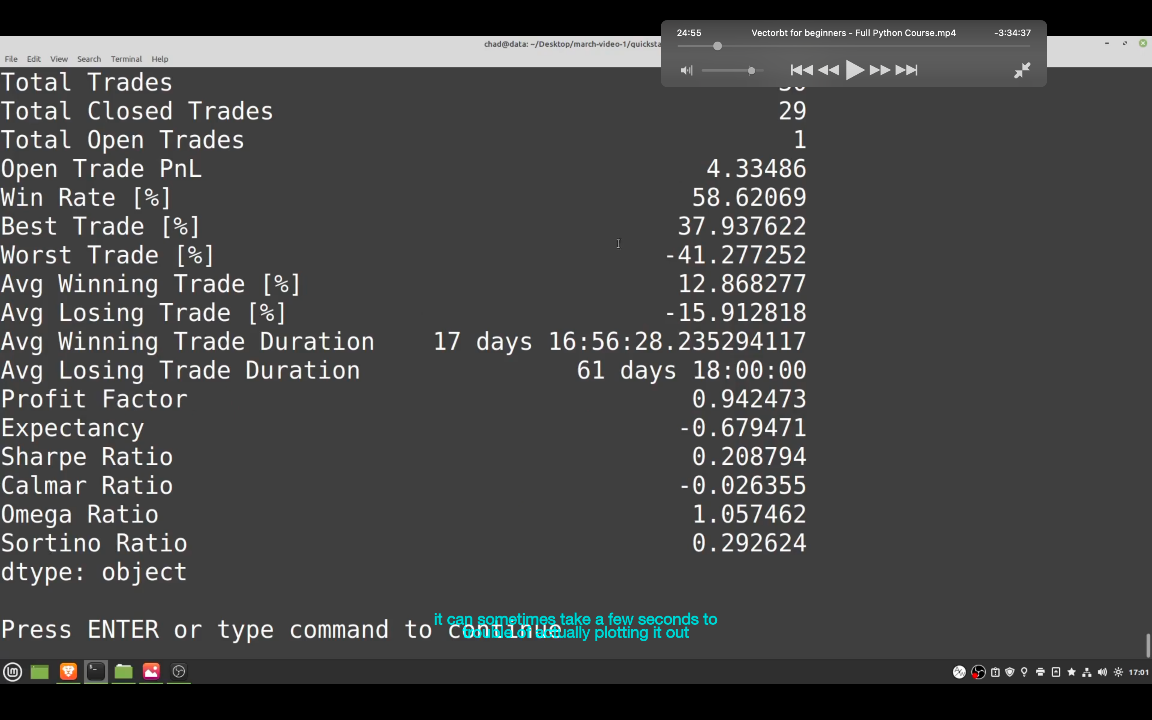 24:55 Vectorbt for beginners - Full Python Course.mp4 -3:34:37
chad@data: ~/Desktop/march-video-1/quicksta
File Edit View Search Terminal Help
Total Trades 30
Total Closed Trades 29
Total Open Trades 1
Open Trade PnL 4.33486
Win Rate [%] 58.62069
Best Trade [%] 37.937622
Worst Trade [%] -41.277252
Avg Winning Trade [%] 12.868277
Avg Losing Trade [%] -15.912818
Avg Winning Trade Duration 17 days 16:56:28.235294117
Avg Losing Trade Duration 61 days 18:00:00
Profit Factor 0.942473
Expectancy -0.679471
Sharpe Ratio 0.208794
Calmar Ratio -0.026355
Omega Ratio 1.057462
Sortino Ratio 0.292624
dtype: object
it can sometimes take a few seconds to
Press ENTER or type command to continue
trouble of actually plotting it out
17:01